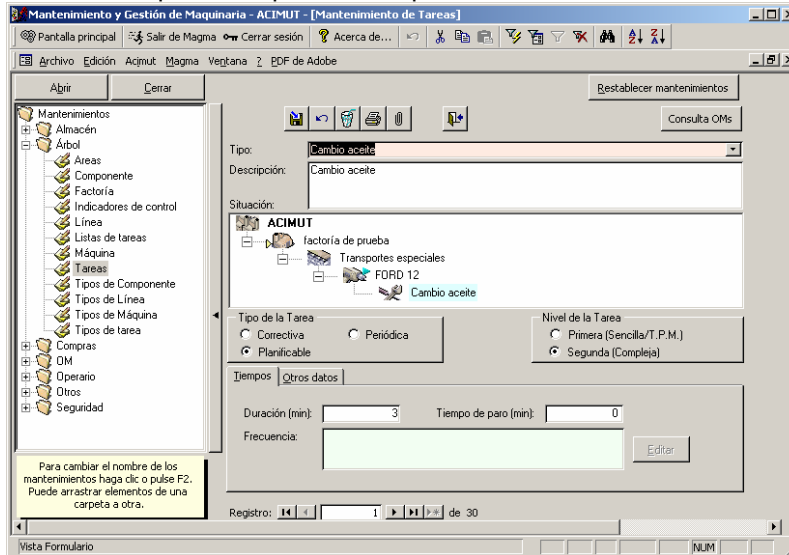 Mantenimiento y Gestión de Maquinaria - ACIMUT - [Mantenimiento de Tareas]
Pantalla principal Salir de Magma Cerrar sesión Acerca de...
Archivo Edición Acimut Magma Ventana ? PDF de Adobe
Abrir Cerrar
Restablecer mantenimientos
Consulta OMs
Mantenimientos
Almacén
Árbol
Areas
Componente
Factoría
Indicadores de control
Línea
Listas de tareas
Máquina
Tareas
Tipos de Componente
Tipos de Línea
Tipos de Máquina
Tipos de tarea
Compras
OM
Operario
Otros
Seguridad
Para cambiar el nombre de los
mantenimientos haga clic o pulse F2.
Puede arrastrar elementos de una
carpeta a otra.
Tipo: Cambio aceite
Descripción: Cambio aceite
Situación:
ACIMUT
factoría de prueba
Transportes especiales
FORD 12
Cambio aceite
Tipo de la Tarea
Correctiva Periódica
Planificable
Nivel de la Tarea
Primera (Sencilla/T.P.M.)
Segunda (Compleja)
Tiempos Otros datos
Duración (min): 3 Tiempo de paro (min): 0
Frecuencia:
Editar
Registro: 1 de 30
Vista Formulario NUM